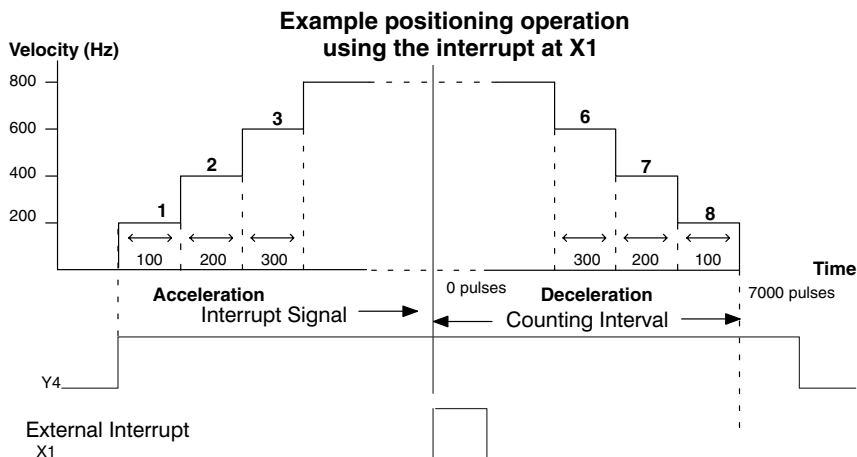 Example positioning operation
using the interrupt at X1
Velocity (Hz)
800
600
400
200
1
2
3
6
7
8
100
200
300
300
200
100
Time
0 pulses
7000 pulses
Acceleration
Deceleration
Interrupt Signal
Counting Interval
Y4
External Interrupt
X1